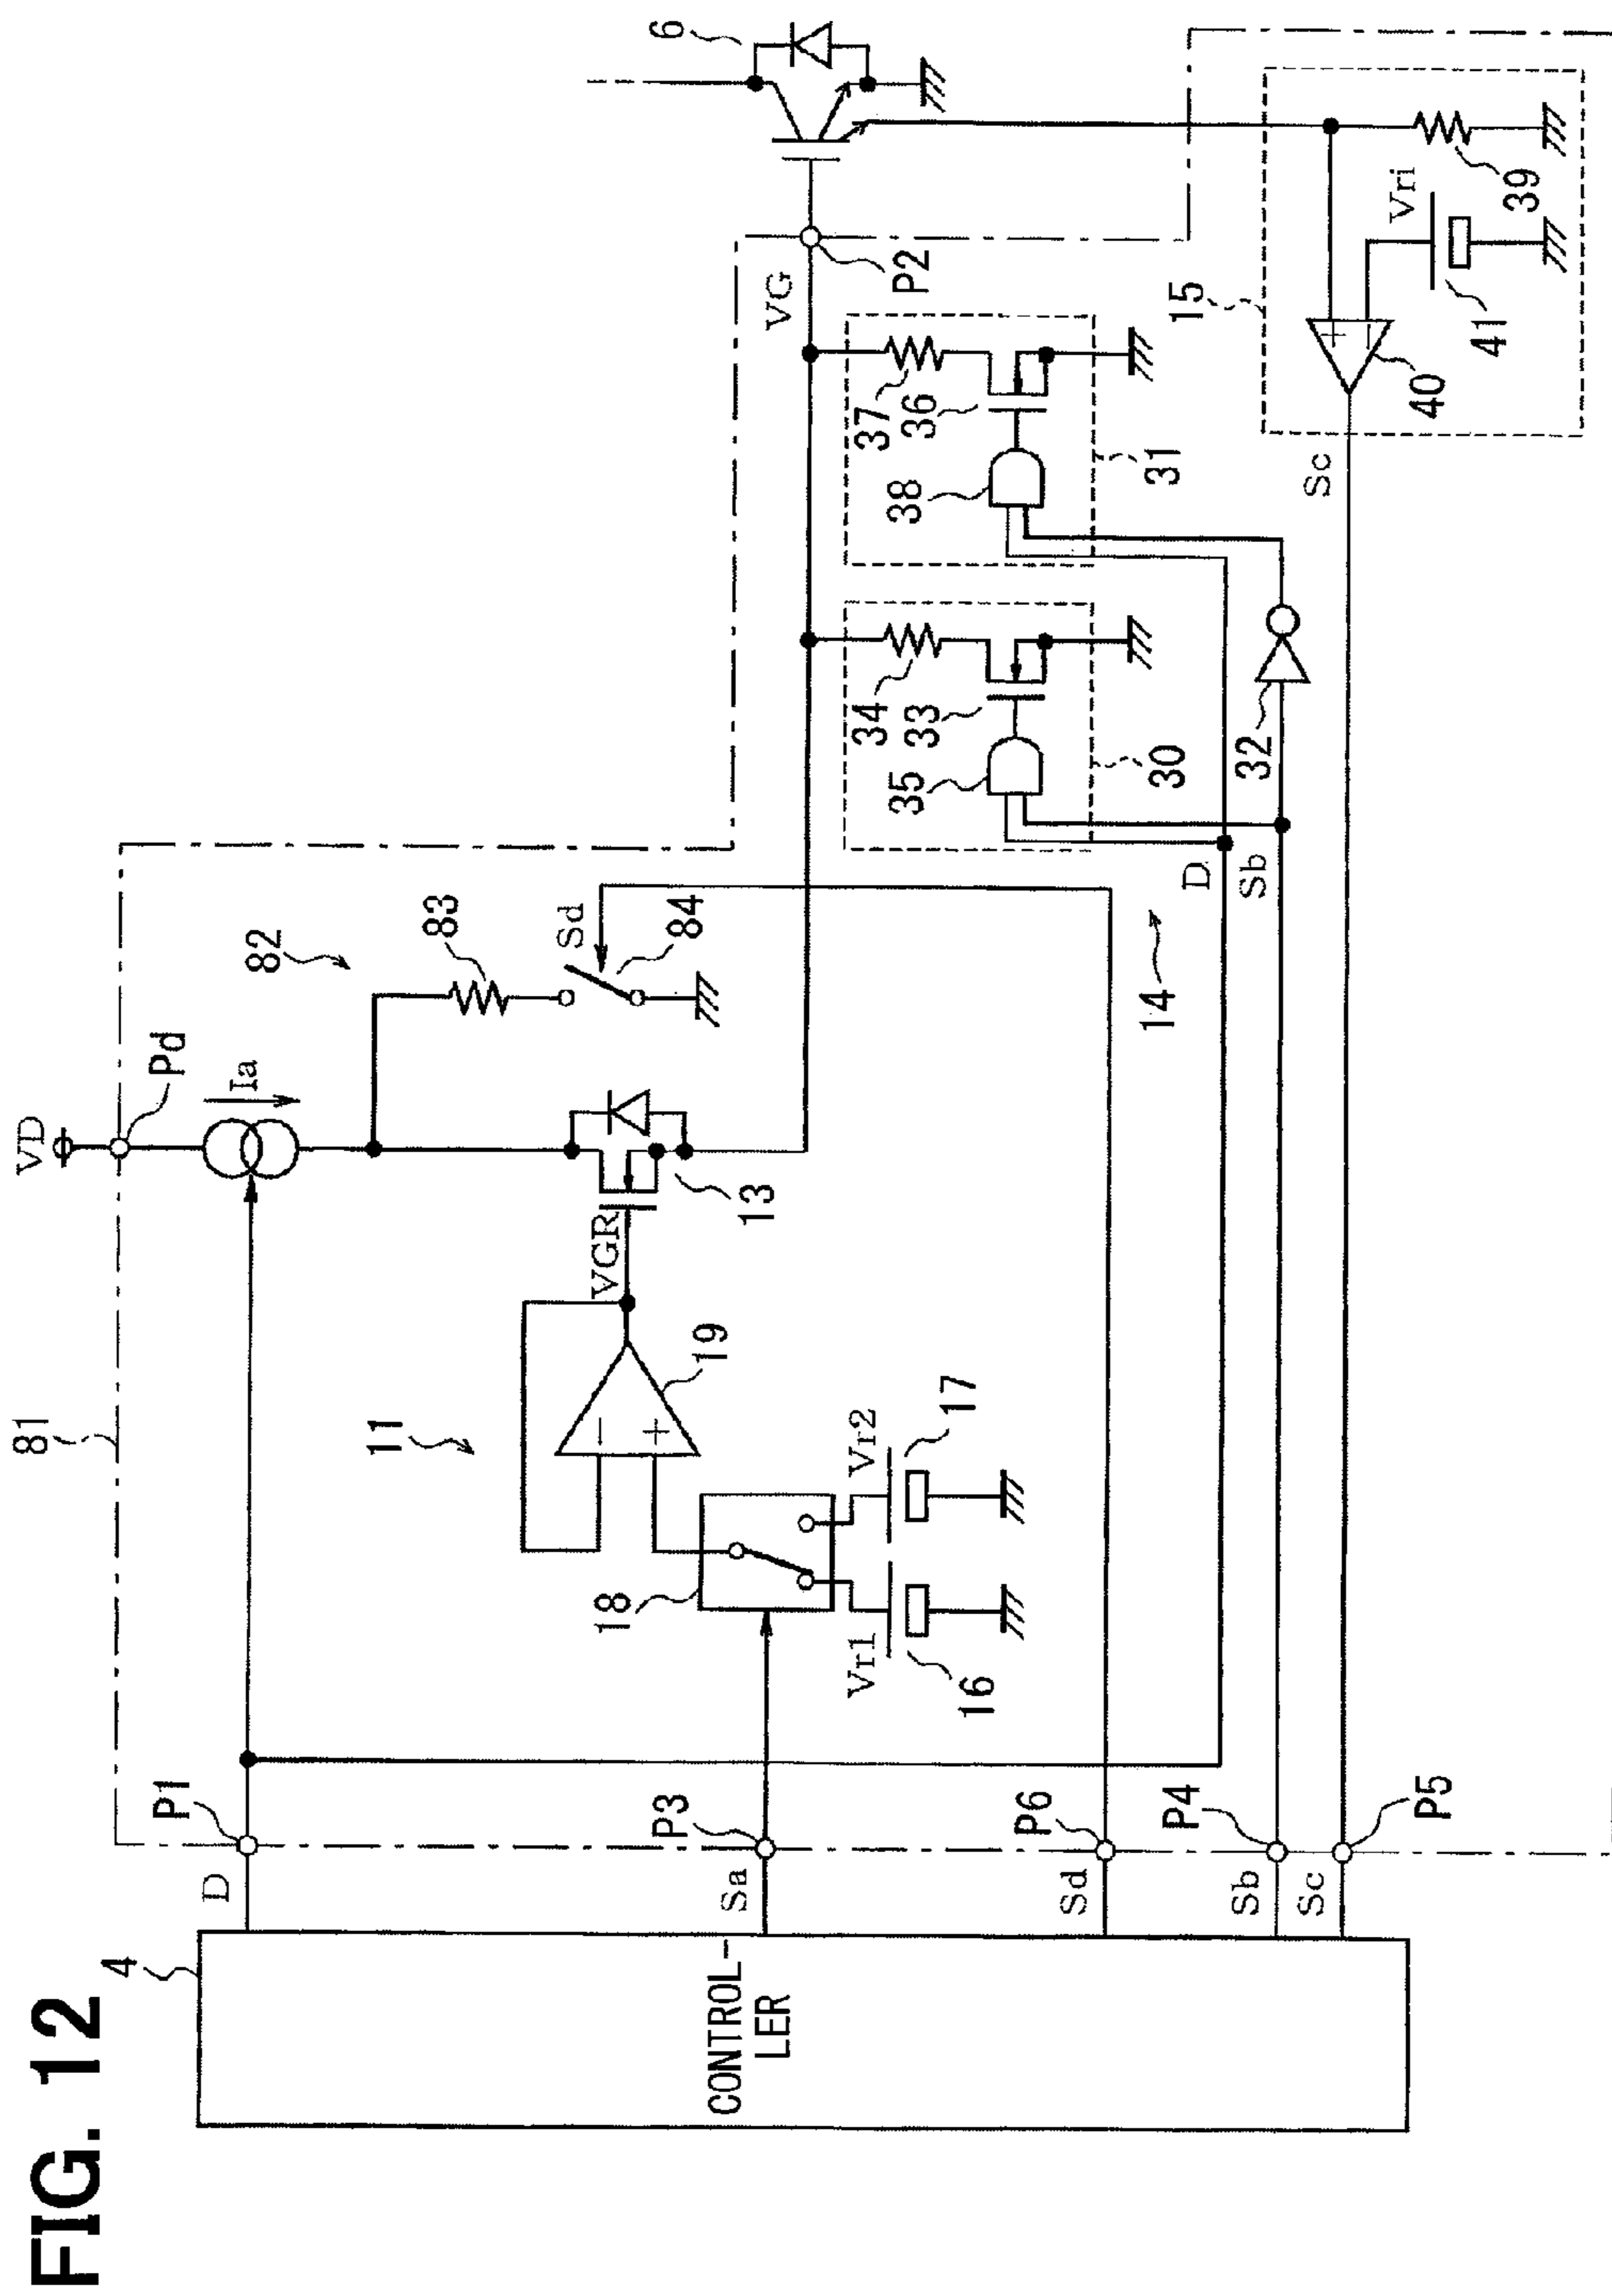 FIG. 12
81
VD
Pd
Ia
82
83
Sd
84
6
P1
D
11
VGR
13
19
18
Vr1
Vr2
16
17
VG
P2
34
33
35
30
37
36
38
31
14
D
Sb
32
15
Vri
39
41
40
Sc
4
CONTROL-
LER
P3
Sa
P6
Sd
P4
Sb
P5
Sc